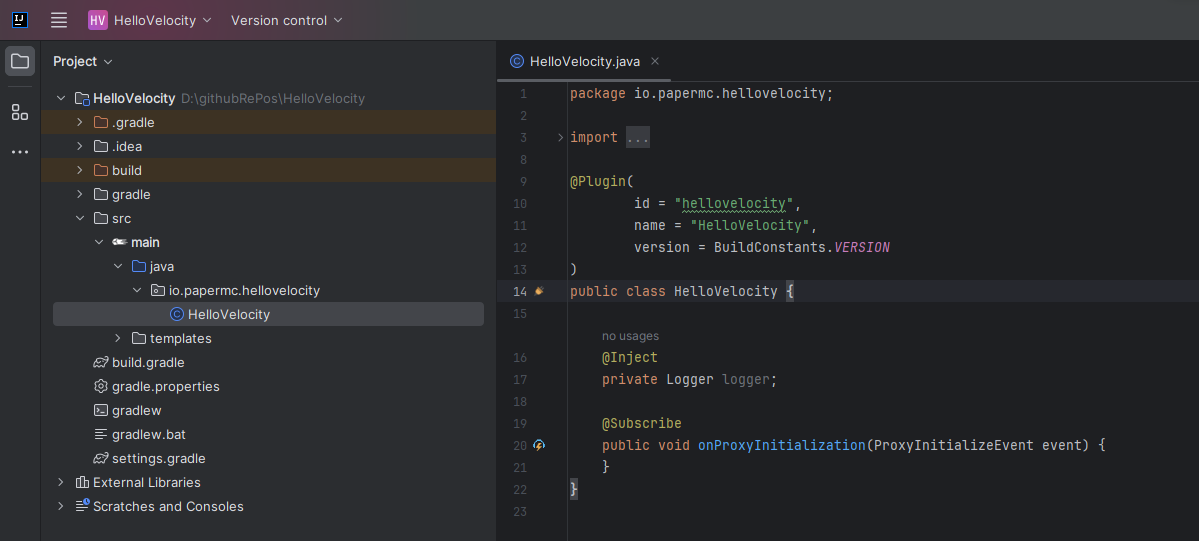 HV HelloVelocity Version control
Project
HelloVelocity D:\githubRePos\HelloVelocity
.gradle
.idea
build
gradle
src
main
java
io.papermc.hellovelocity
HelloVelocity
templates
build.gradle
gradle.properties
gradlew
gradlew.bat
settings.gradle
External Libraries
Scratches and Consoles
HelloVelocity.java
1 package io.papermc.hellovelocity;
2
3 import ...
8
9 @Plugin(
10 id = "hellovelocity",
11 name = "HelloVelocity",
12 version = BuildConstants.VERSION
13 )
14 public class HelloVelocity {
15
no usages
16 @Inject
17 private Logger logger;
18
19 @Subscribe
20 public void onProxyInitialization(ProxyInitializeEvent event) {
21 }
22 }
23